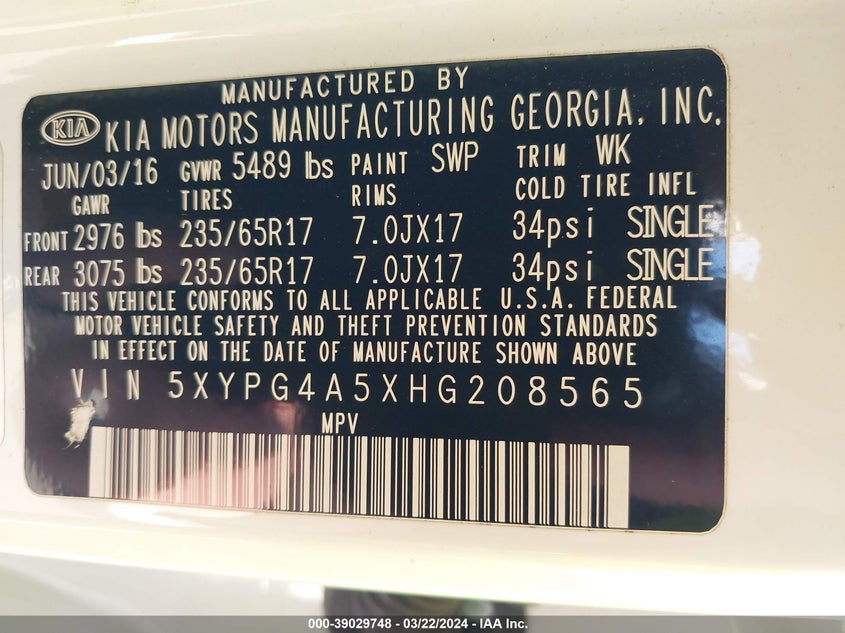 MANUFACTURED BY
KIA KIA MOTORS MANUFACTURING GEORGIA, INC.
JUN/03/16 GVWR 5489 lbs PAINT SWP TRIM WK
GAWR TIRES RIMS COLD TIRE INFL
FRONT 2976 lbs 235/65R17 7.0JX17 34psi SINGLE
REAR 3075 lbs 235/65R17 7.0JX17 34psi SINGLE
THIS VEHICLE CONFORMS TO ALL APPLICABLE U.S.A. FEDERAL
MOTOR VEHICLE SAFETY AND THEFT PREVENTION STANDARDS
IN EFFECT ON THE DATE OF MANUFACTURE SHOWN ABOVE
VIN 5XYPG4A5XHG208565
MPV
000-39029748 - 03/22/2024 - IAA Inc.